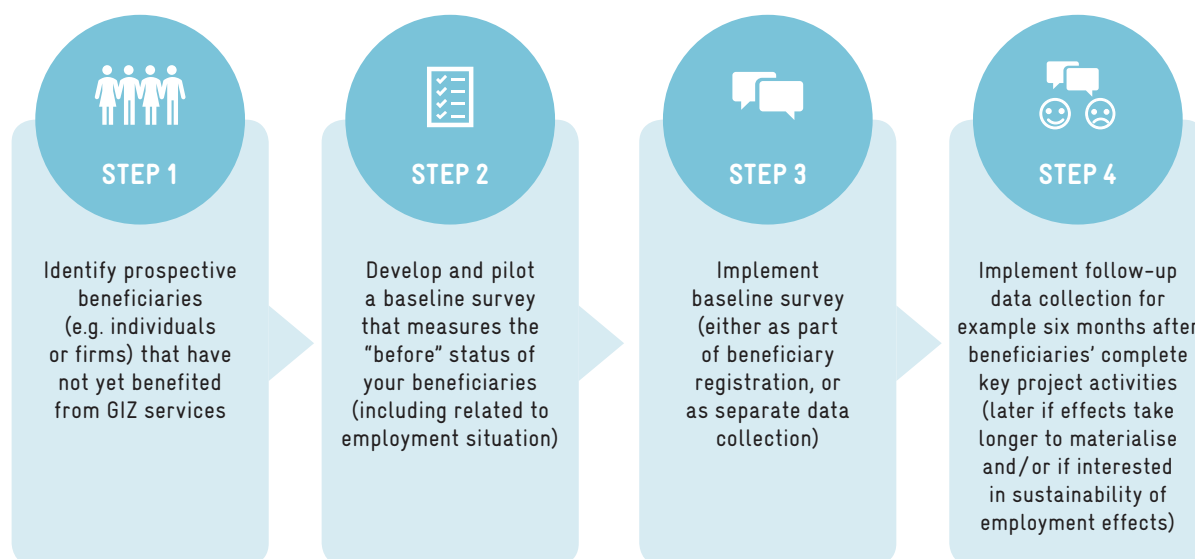 STEP 1
Identify prospective
beneficiaries
(e.g. individuals
or firms) that have
not yet benefited
from GIZ services
STEP 2
Develop and pilot
a baseline survey
that measures the
“before” status of
your beneficiaries
(including related to
employment situation)
STEP 3
Implement
baseline survey
(either as part
of beneficiary
registration, or
as separate data
collection)
STEP 4
Implement follow-up
data collection for
example six months after
beneficiaries’ complete
key project activities
(later if effects take
longer to materialise
and/or if interested
in sustainability of
employment effects)